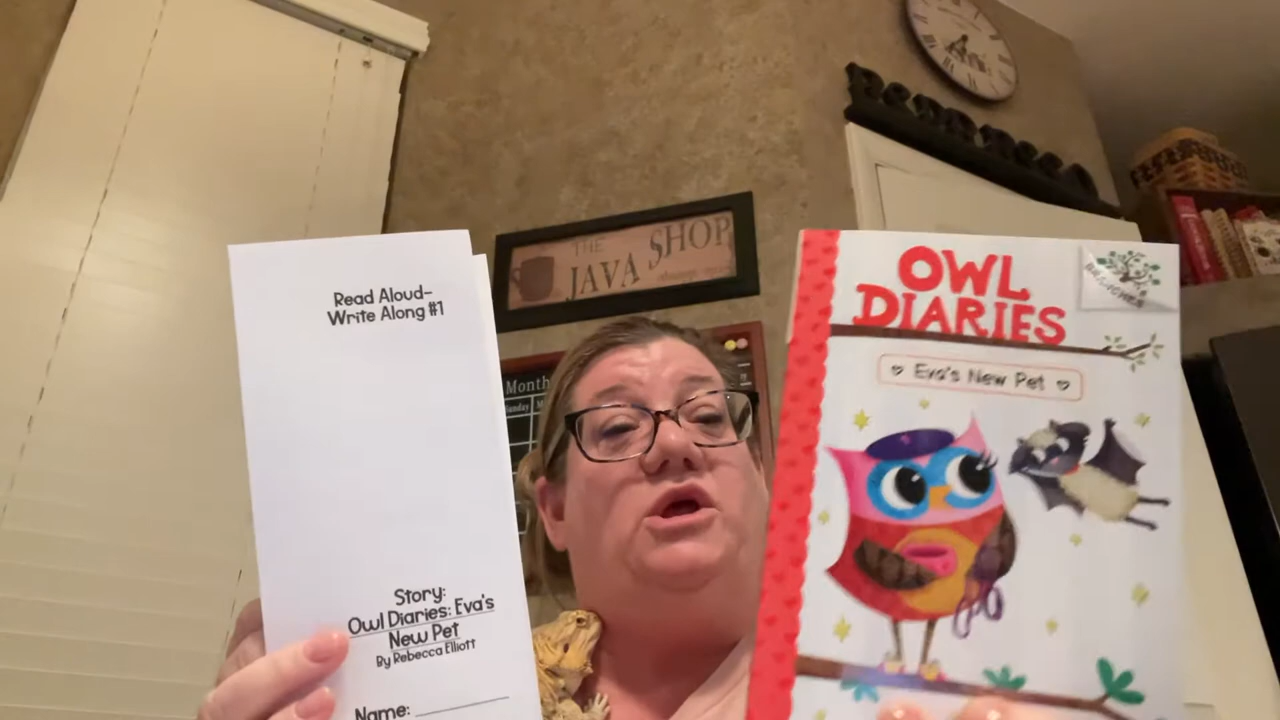 THE
JAVA SHOP
Month
Read Aloud-
Write Along #1
Story:
Owl Diaries: Eva's
New Pet
By Rebecca Elliott
Name:
OWL
DIARIES
BRANCHES
Eva's New Pet